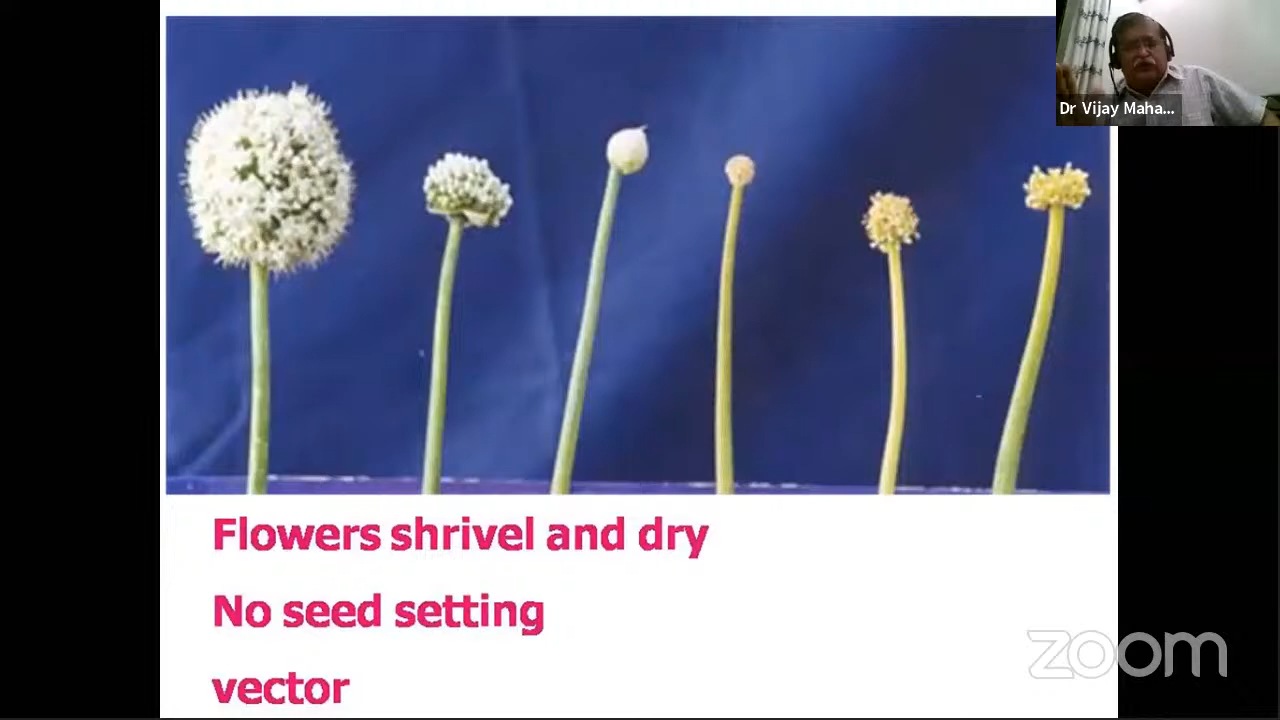 Dr Vijay Maha...
Flowers shrivel and dry
No seed setting
zoom
vector